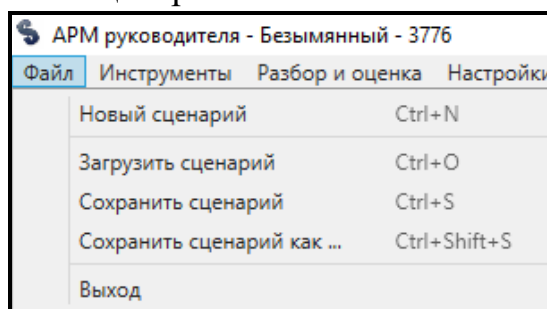 АРМ руководителя - Безымянный - 3776
Файл Инструменты Разбор и оценка Настройки
Новый сценарий Ctrl+N
Загрузить сценарий Ctrl+O
Сохранить сценарий Ctrl+S
Сохранить сценарий как ... Ctrl+Shift+S
Выход